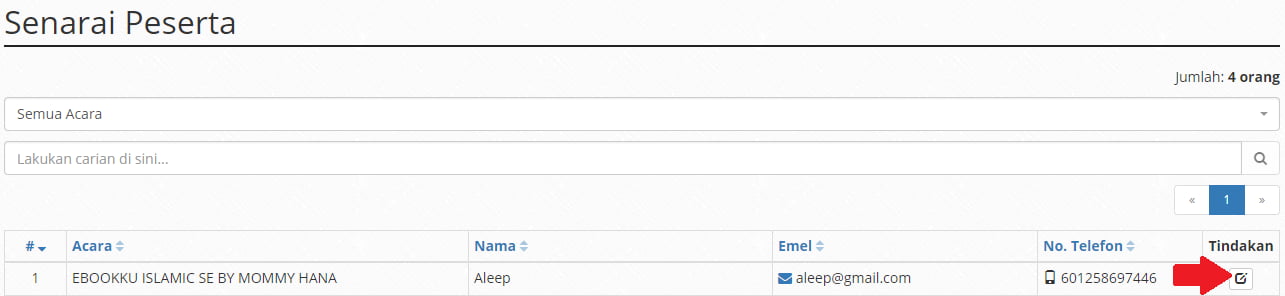 Senarai Peserta
Jumlah: 4 orang
Semua Acara
Lakukan carian di sini...
« 1 »
# Acara Nama Emel No. Telefon Tindakan
1 EBOOKKU ISLAMIC SE BY MOMMY HANA Aleep aleep@gmail.com 601258697446